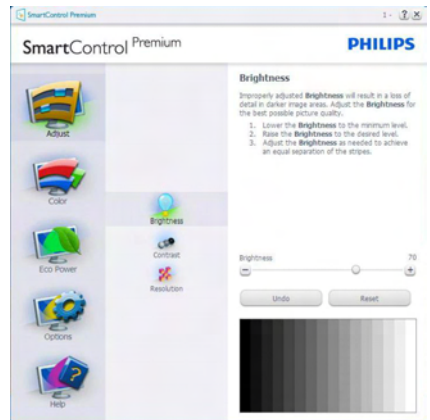 SmartControl Premium
SmartControl Premium
PHILIPS
Adjust
Color
Eco Power
Options
Help
Brightness
Contrast
Resolution
Brightness
Improperly adjusted Brightness will result in a loss of
detail in darker image areas. Adjust the Brightness for
the best possible picture quality.
1. Lower the Brightness to the minimum level.
2. Raise the Brightness to the desired level.
3. Adjust the Brightness as needed to achieve
an equal separation of the stripes.
Brightness 70
Undo Reset